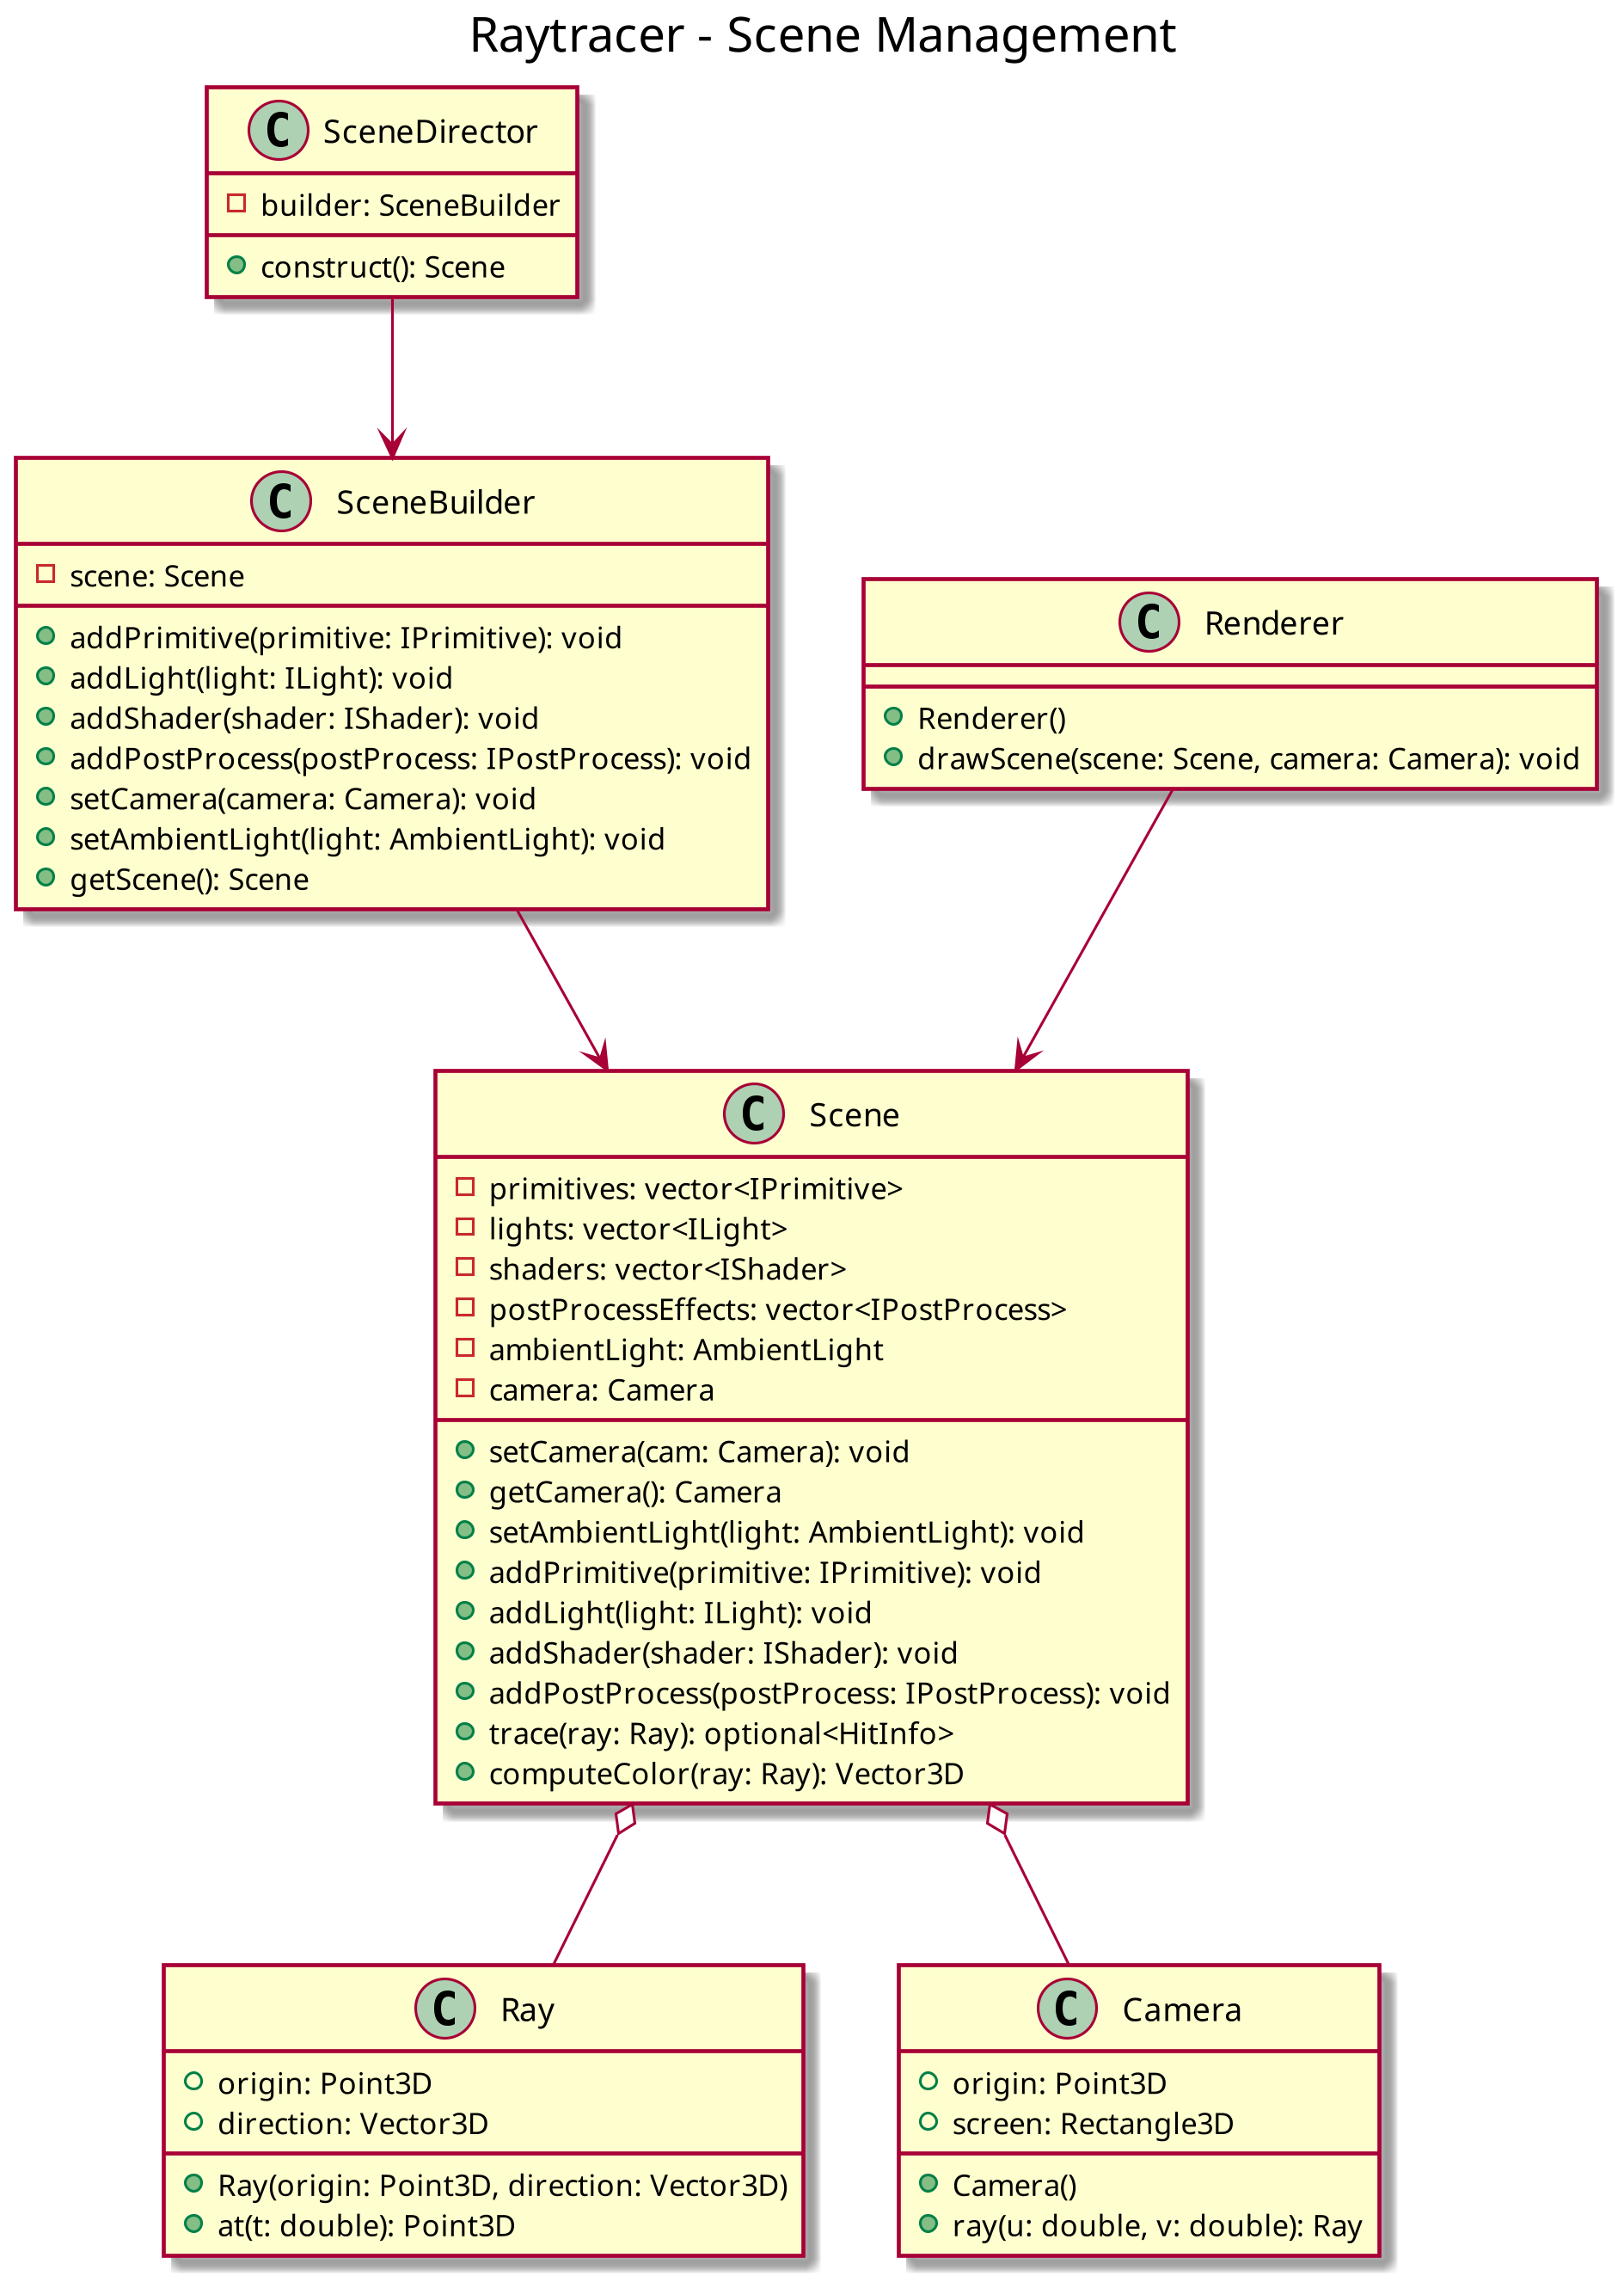 Raytracer - Scene Management
C SceneDirector
builder: SceneBuilder
construct(): Scene
C SceneBuilder
scene: Scene
addPrimitive(primitive: IPrimitive): void
addLight(light: ILight): void
addShader(shader: IShader): void
addPostProcess(postProcess: IPostProcess): void
setCamera(camera: Camera): void
setAmbientLight(light: AmbientLight): void
getScene(): Scene
C Renderer
Renderer()
drawScene(scene: Scene, camera: Camera): void
C Scene
primitives: vector<IPrimitive>
lights: vector<ILight>
shaders: vector<IShader>
postProcessEffects: vector<IPostProcess>
ambientLight: AmbientLight
camera: Camera
setCamera(cam: Camera): void
getCamera(): Camera
setAmbientLight(light: AmbientLight): void
addPrimitive(primitive: IPrimitive): void
addLight(light: ILight): void
addShader(shader: IShader): void
addPostProcess(postProcess: IPostProcess): void
trace(ray: Ray): optional<HitInfo>
computeColor(ray: Ray): Vector3D
C Ray
origin: Point3D
direction: Vector3D
Ray(origin: Point3D, direction: Vector3D)
at(t: double): Point3D
C Camera
origin: Point3D
screen: Rectangle3D
Camera()
ray(u: double, v: double): Ray